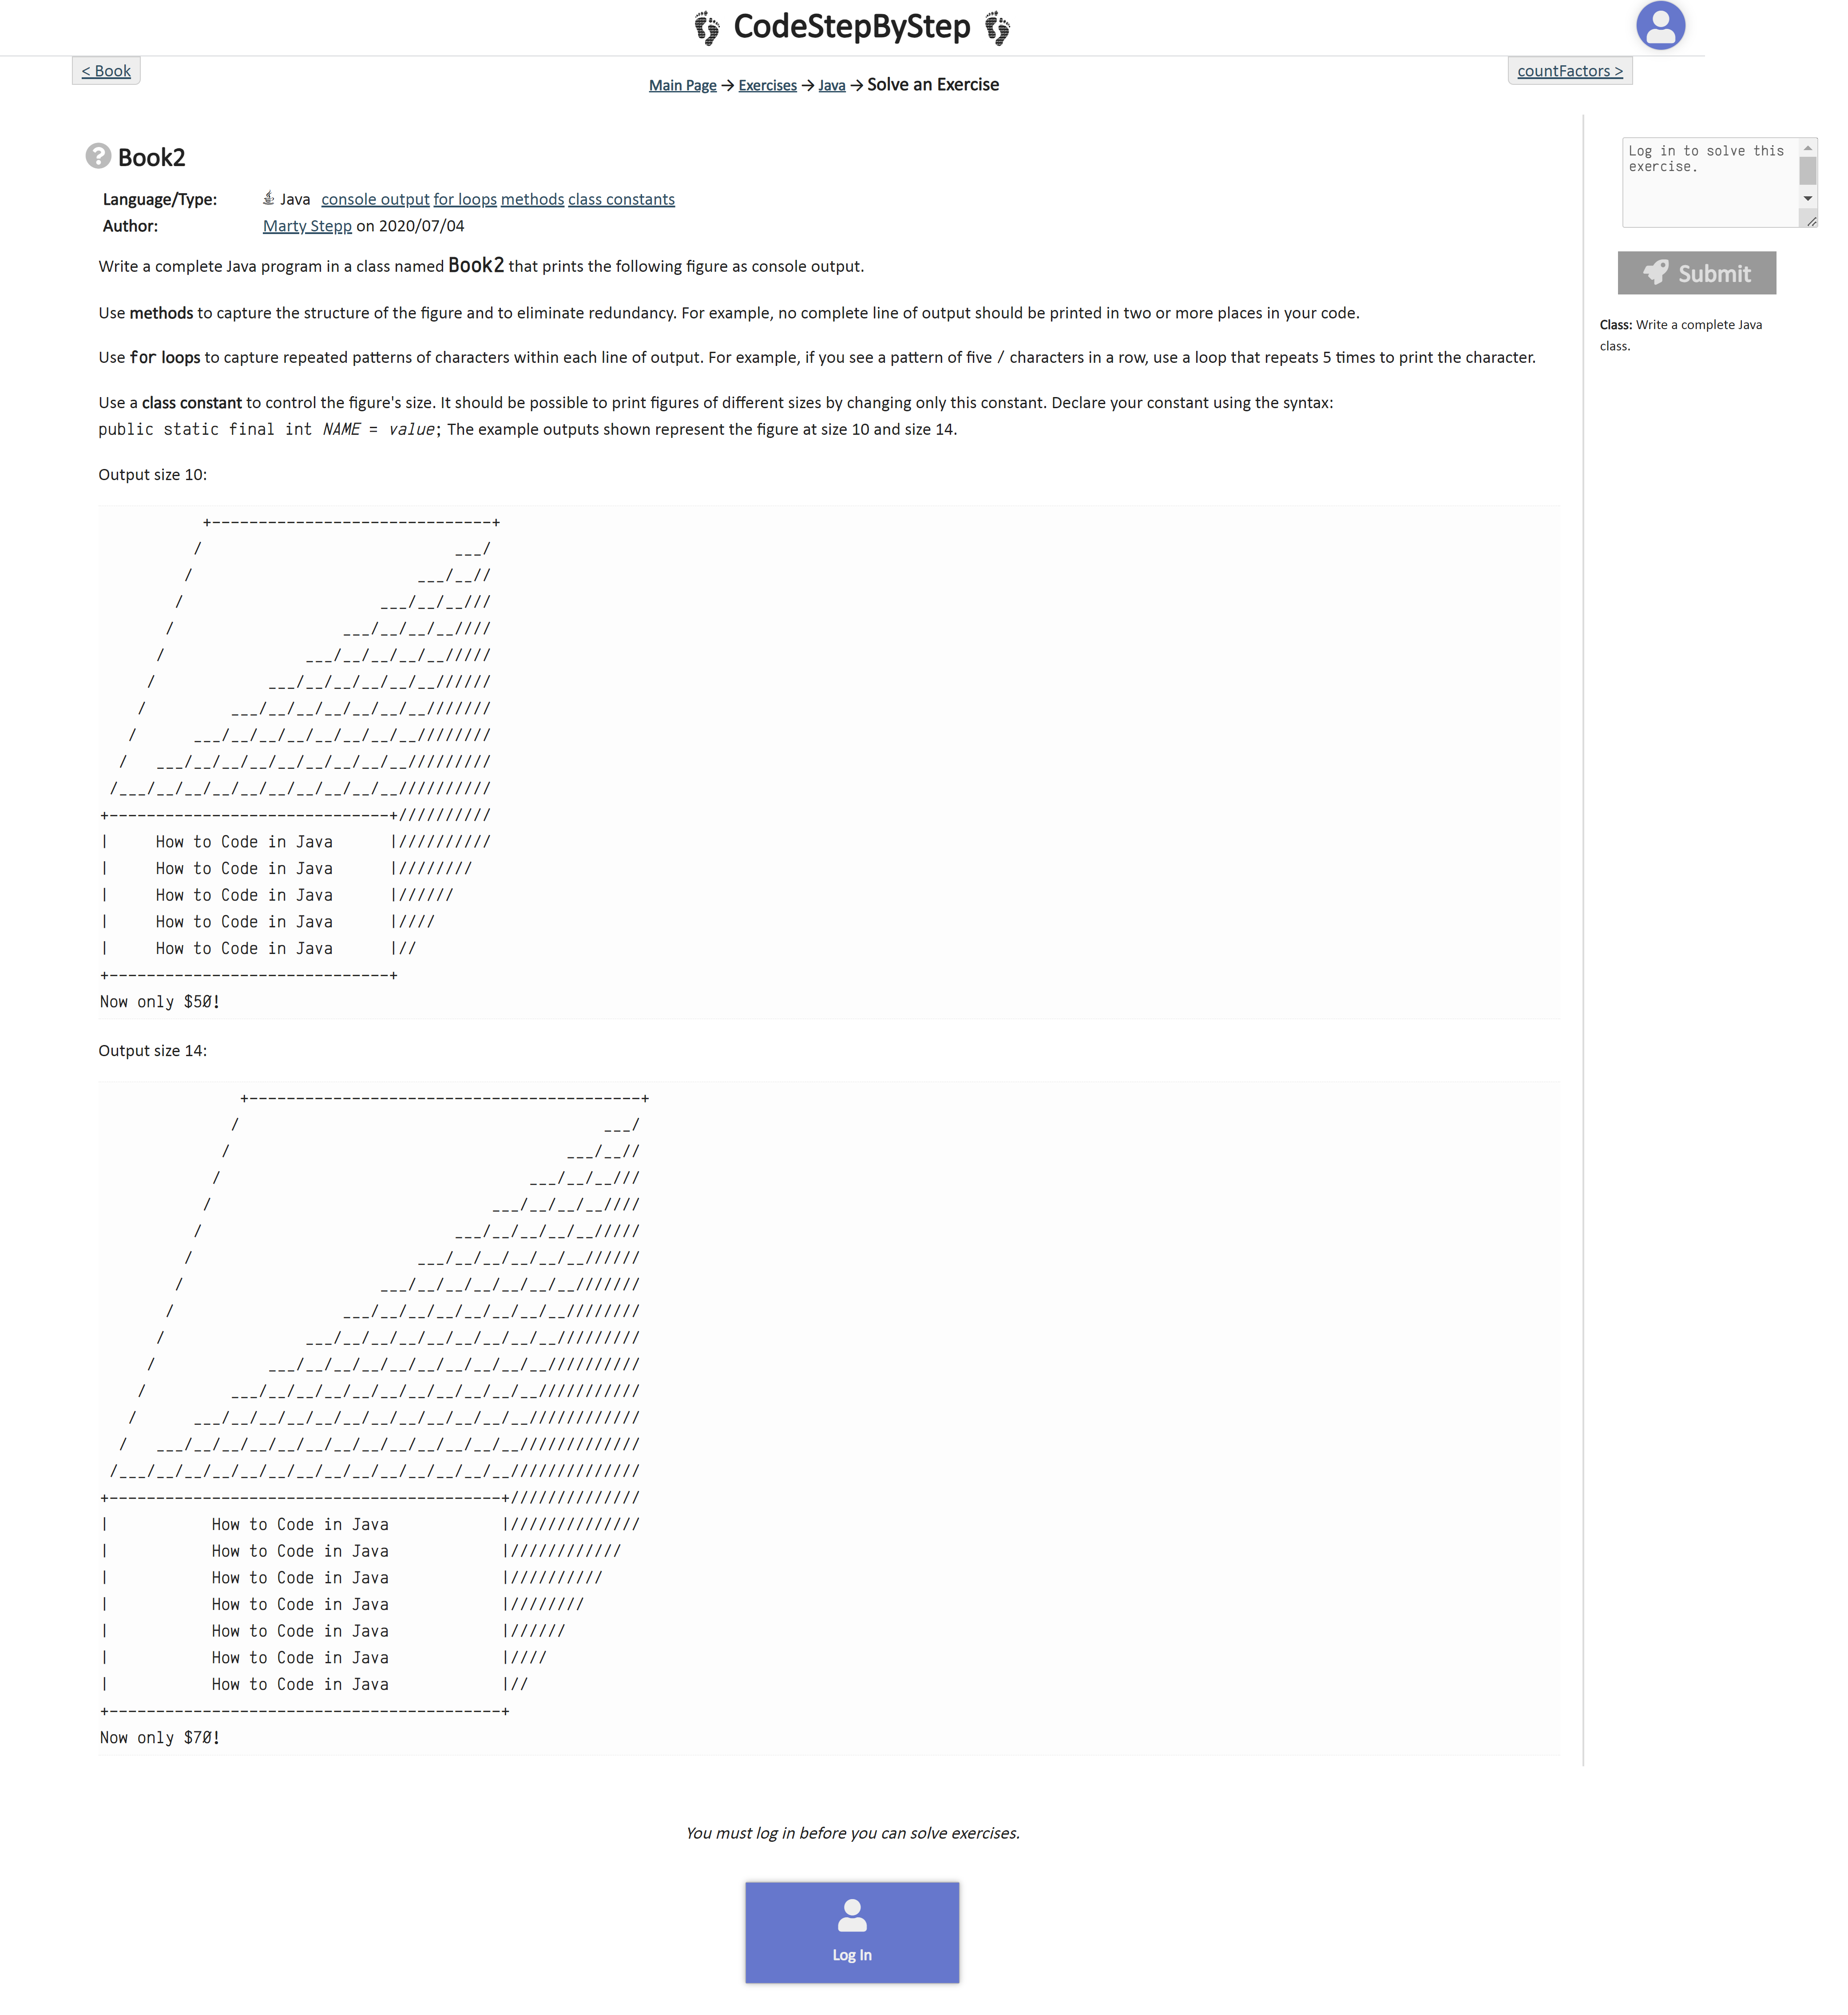 CodeStepByStep
< Book
Main Page → Exercises → Java → Solve an Exercise
countFactors >
? Book2
Language/Type: Java console output for loops methods class constants
Author: Marty Stepp on 2020/07/04
Write a complete Java program in a class named Book2 that prints the following figure as console output.
Use methods to capture the structure of the figure and to eliminate redundancy. For example, no complete line of output should be printed in two or more places in your code.
Use for loops to capture repeated patterns of characters within each line of output. For example, if you see a pattern of five / characters in a row, use a loop that repeats 5 times to print the character.
Use a class constant to control the figure's size. It should be possible to print figures of different sizes by changing only this constant. Declare your constant using the syntax:
public static final int NAME = value; The example outputs shown represent the figure at size 10 and size 14.
Output size 10:
           +------------------------------+
          /                           ___/
         /                        ___/__//
        /                     ___/__/__///
       /                  ___/__/__/__////
      /               ___/__/__/__/__/////
     /            ___/__/__/__/__/__//////
    /         ___/__/__/__/__/__/__///////
   /      ___/__/__/__/__/__/__/__////////
  /   ___/__/__/__/__/__/__/__/__/////////
 /___/__/__/__/__/__/__/__/__/__//////////
+------------------------------+//////////
|     How to Code in Java      |//////////
|     How to Code in Java      |////////
|     How to Code in Java      |//////
|     How to Code in Java      |////
|     How to Code in Java      |//
+------------------------------+
Now only $50!
Output size 14:
               +------------------------------------------+
              /                                       ___/
             /                                    ___/__//
            /                                 ___/__/__///
           /                              ___/__/__/__////
          /                           ___/__/__/__/__/////
         /                        ___/__/__/__/__/__//////
        /                     ___/__/__/__/__/__/__///////
       /                  ___/__/__/__/__/__/__/__////////
      /               ___/__/__/__/__/__/__/__/__/////////
     /            ___/__/__/__/__/__/__/__/__/__//////////
    /         ___/__/__/__/__/__/__/__/__/__/__///////////
   /      ___/__/__/__/__/__/__/__/__/__/__/__////////////
  /   ___/__/__/__/__/__/__/__/__/__/__/__/__/////////////
 /___/__/__/__/__/__/__/__/__/__/__/__/__/__//////////////
+------------------------------------------+//////////////
|           How to Code in Java            |//////////////
|           How to Code in Java            |////////////
|           How to Code in Java            |//////////
|           How to Code in Java            |////////
|           How to Code in Java            |//////
|           How to Code in Java            |////
|           How to Code in Java            |//
+------------------------------------------+
Now only $70!
Log in to solve this
exercise.
Submit
Class: Write a complete Java
class.
You must log in before you can solve exercises.
Log In